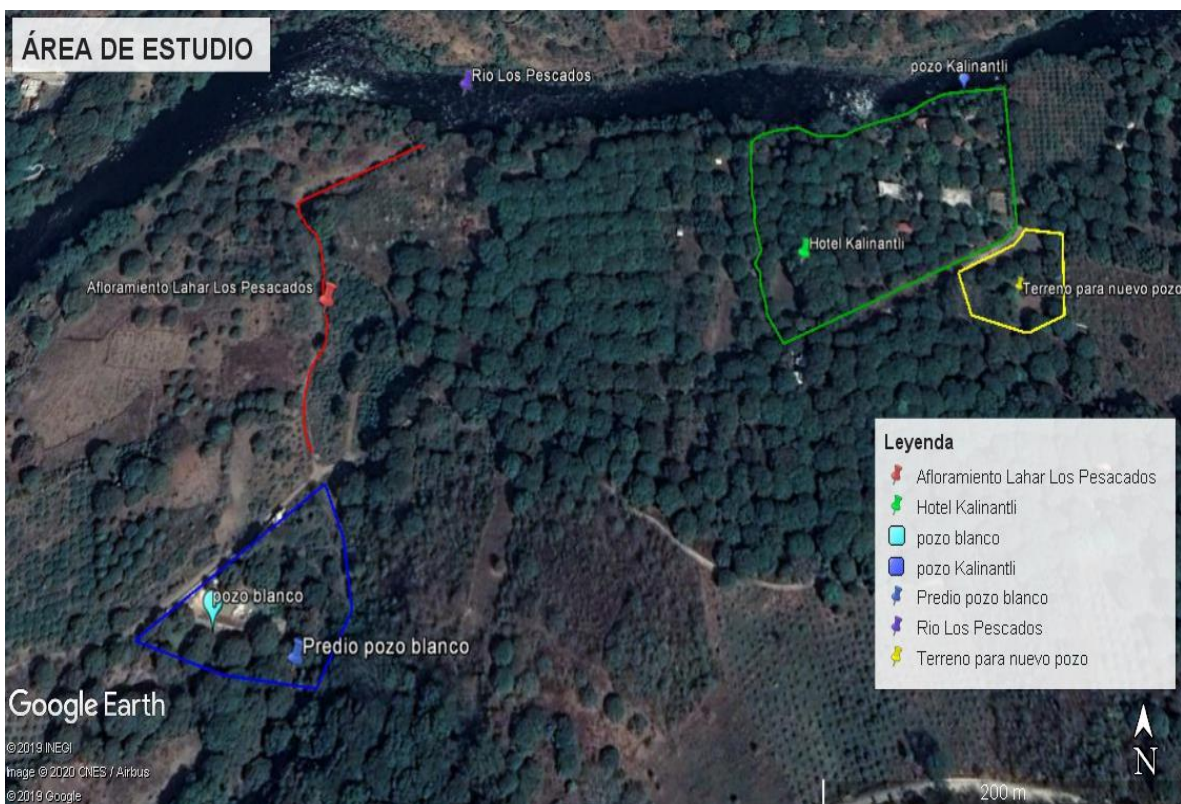 ÁREA DE ESTUDIO
Rio Los Pescados
pozo Kalinantli
Hotel Kalinantli
Afloramiento Lahar Los Pesacados
Terreno para nuevo pozo
Leyenda
Afloramiento Lahar Los Pesacados
Hotel Kalinantli
pozo blanco
pozo Kalinantli
Predio pozo blanco
Rio Los Pescados
Terreno para nuevo pozo
pozo blanco
Predio pozo blanco
Google Earth
©2019 INEGI
Image © 2020 CNES / Airbus
©2019 Google
N
200 m